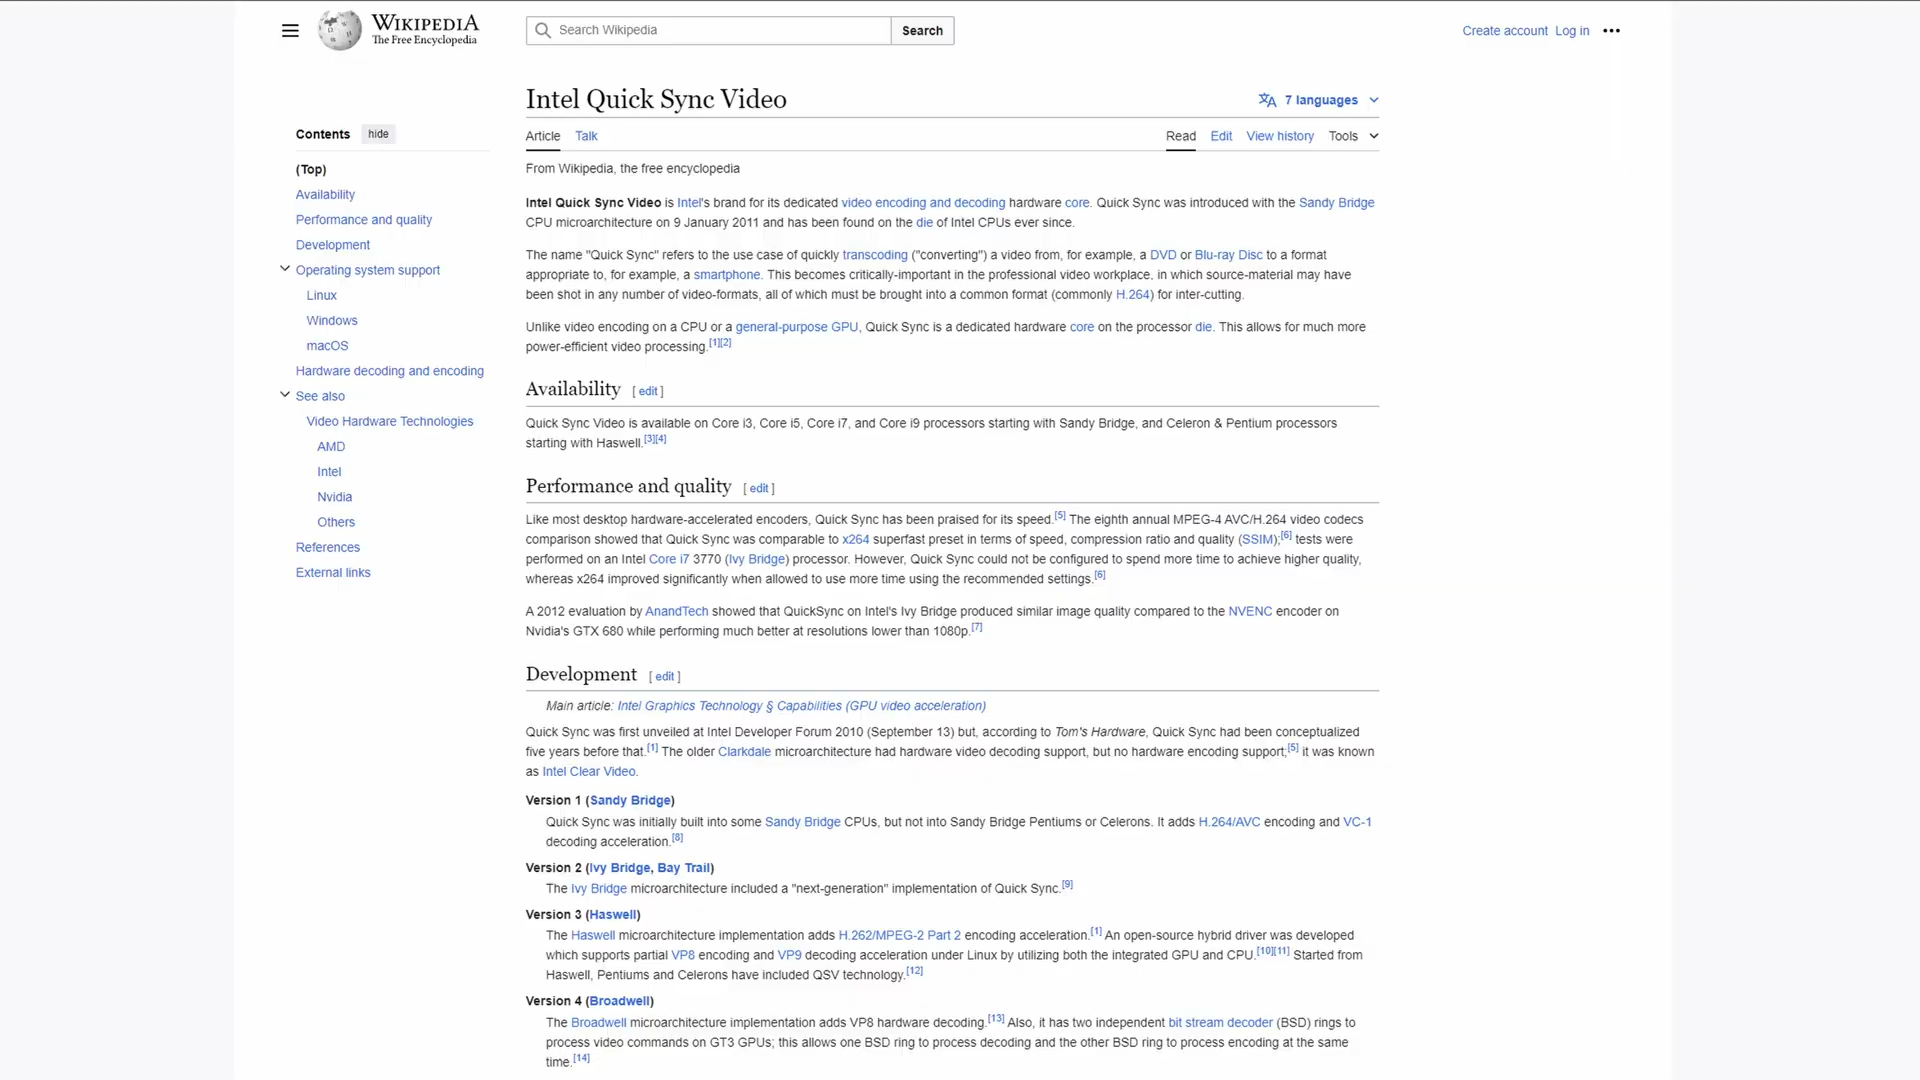 WIKIPEDIA
The Free Encyclopedia
Search Wikipedia
Search
Create account Log in
Intel Quick Sync Video
7 languages
Article Talk
Read Edit View history Tools
Contents hide
(Top)
Availability
Performance and quality
Development
Operating system support
Linux
Windows
macOS
Hardware decoding and encoding
See also
Video Hardware Technologies
AMD
Intel
Nvidia
Others
References
External links
From Wikipedia, the free encyclopedia
Intel Quick Sync Video is Intel's brand for its dedicated video encoding and decoding hardware core. Quick Sync was introduced with the Sandy Bridge
CPU microarchitecture on 9 January 2011 and has been found on the die of Intel CPUs ever since.
The name "Quick Sync" refers to the use case of quickly transcoding ("converting") a video from, for example, a DVD or Blu-ray Disc to a format
appropriate to, for example, a smartphone. This becomes critically-important in the professional video workplace, in which source-material may have
been shot in any number of video-formats, all of which must be brought into a common format (commonly H.264) for inter-cutting.
Unlike video encoding on a CPU or a general-purpose GPU, Quick Sync is a dedicated hardware core on the processor die. This allows for much more
power-efficient video processing.[1][2]
Availability [ edit ]
Quick Sync Video is available on Core i3, Core i5, Core i7, and Core i9 processors starting with Sandy Bridge, and Celeron & Pentium processors
starting with Haswell.[3][4]
Performance and quality [ edit ]
Like most desktop hardware-accelerated encoders, Quick Sync has been praised for its speed.[5] The eighth annual MPEG-4 AVC/H.264 video codecs
comparison showed that Quick Sync was comparable to x264 superfast preset in terms of speed, compression ratio and quality (SSIM);[6] tests were
performed on an Intel Core i7 3770 (Ivy Bridge) processor. However, Quick Sync could not be configured to spend more time to achieve higher quality,
whereas x264 improved significantly when allowed to use more time using the recommended settings.[6]
A 2012 evaluation by AnandTech showed that QuickSync on Intel's Ivy Bridge produced similar image quality compared to the NVENC encoder on
Nvidia's GTX 680 while performing much better at resolutions lower than 1080p.[7]
Development [ edit ]
Main article: Intel Graphics Technology § Capabilities (GPU video acceleration)
Quick Sync was first unveiled at Intel Developer Forum 2010 (September 13) but, according to Tom's Hardware, Quick Sync had been conceptualized
five years before that.[1] The older Clarkdale microarchitecture had hardware video decoding support, but no hardware encoding support;[5] it was known
as Intel Clear Video.
Version 1 (Sandy Bridge)
Quick Sync was initially built into some Sandy Bridge CPUs, but not into Sandy Bridge Pentiums or Celerons. It adds H.264/AVC encoding and VC-1
decoding acceleration.[8]
Version 2 (Ivy Bridge, Bay Trail)
The Ivy Bridge microarchitecture included a "next-generation" implementation of Quick Sync.[9]
Version 3 (Haswell)
The Haswell microarchitecture implementation adds H.262/MPEG-2 Part 2 encoding acceleration.[1] An open-source hybrid driver was developed
which supports partial VP8 encoding and VP9 decoding acceleration under Linux by utilizing both the integrated GPU and CPU.[10][11] Started from
Haswell, Pentiums and Celerons have included QSV technology.[12]
Version 4 (Broadwell)
The Broadwell microarchitecture implementation adds VP8 hardware decoding.[13] Also, it has two independent bit stream decoder (BSD) rings to
process video commands on GT3 GPUs; this allows one BSD ring to process decoding and the other BSD ring to process encoding at the same
time.[14]